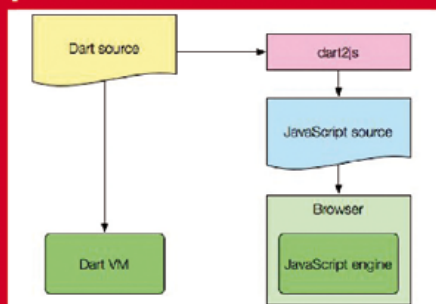 Dart source
dart2js
JavaScript source
Browser
Dart VM
JavaScript engine